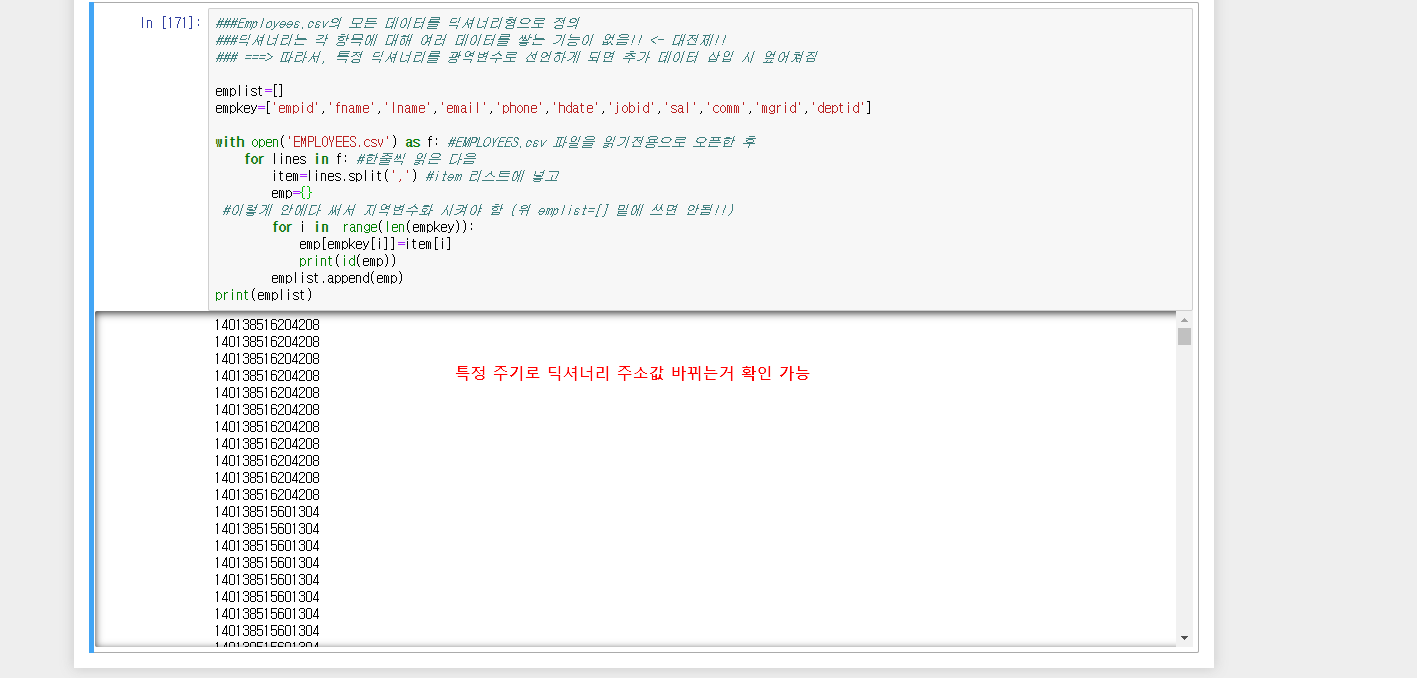 In [171]:
###Employees.csv의 모든 데이터를 딕셔너리형으로 정의
###딕셔너리는 각 항목에 대해 여러 데이터를 쌓는 기능이 없음!! <- 대전제!!
### ===> 따라서, 특정 딕셔너리를 광역변수로 선언하게 되면 추가 데이터 삽입 시 엎어쳐짐
emplist=[]
empkey=['empid','fname','lname','email','phone','hdate','jobid','sal','comm','mgrid','deptid']
with open('EMPLOYEES.csv') as f: #EMPLOYEES.csv 파일을 읽기전용으로 오픈한 후
    for lines in f: #한줄씩 읽은 다음
        item=lines.split(',') #item 리스트에 넣고
        emp={}
 #이렇게 안에다 써서 지역변수화 시켜야 함 (위 emplist=[] 밑에 쓰면 안됨!!)
        for i in  range(len(empkey)):
            emp[empkey[i]]=item[i]
            print(id(emp))
        emplist.append(emp)
print(emplist)
140138516204208
140138516204208
140138516204208
특정 주기로 딕셔너리 주소값 바뀌는거 확인 가능
140138516204208
140138516204208
140138516204208
140138516204208
140138516204208
140138516204208
140138516204208
140138516204208
140138515601304
140138515601304
140138515601304
140138515601304
140138515601304
140138515601304
140138515601304
140138515601304
140138515601304